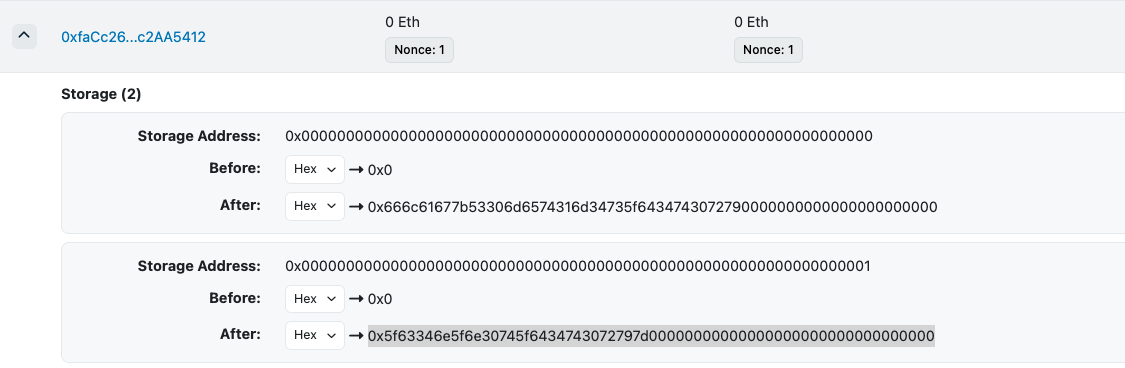 0xfaCc26...c2AA5412
0 Eth
0 Eth
Nonce: 1
Nonce: 1
Storage (2)
Storage Address: 0x0000000000000000000000000000000000000000000000000000000000000000
Before: Hex → 0x0
After: Hex → 0x666c61677b53306d6574316d34735f6434743072790000000000000000000000
Storage Address: 0x0000000000000000000000000000000000000000000000000000000000000001
Before: Hex → 0x0
After: Hex → 0x5f63346e5f6e30745f6434743072797d00000000000000000000000000000000